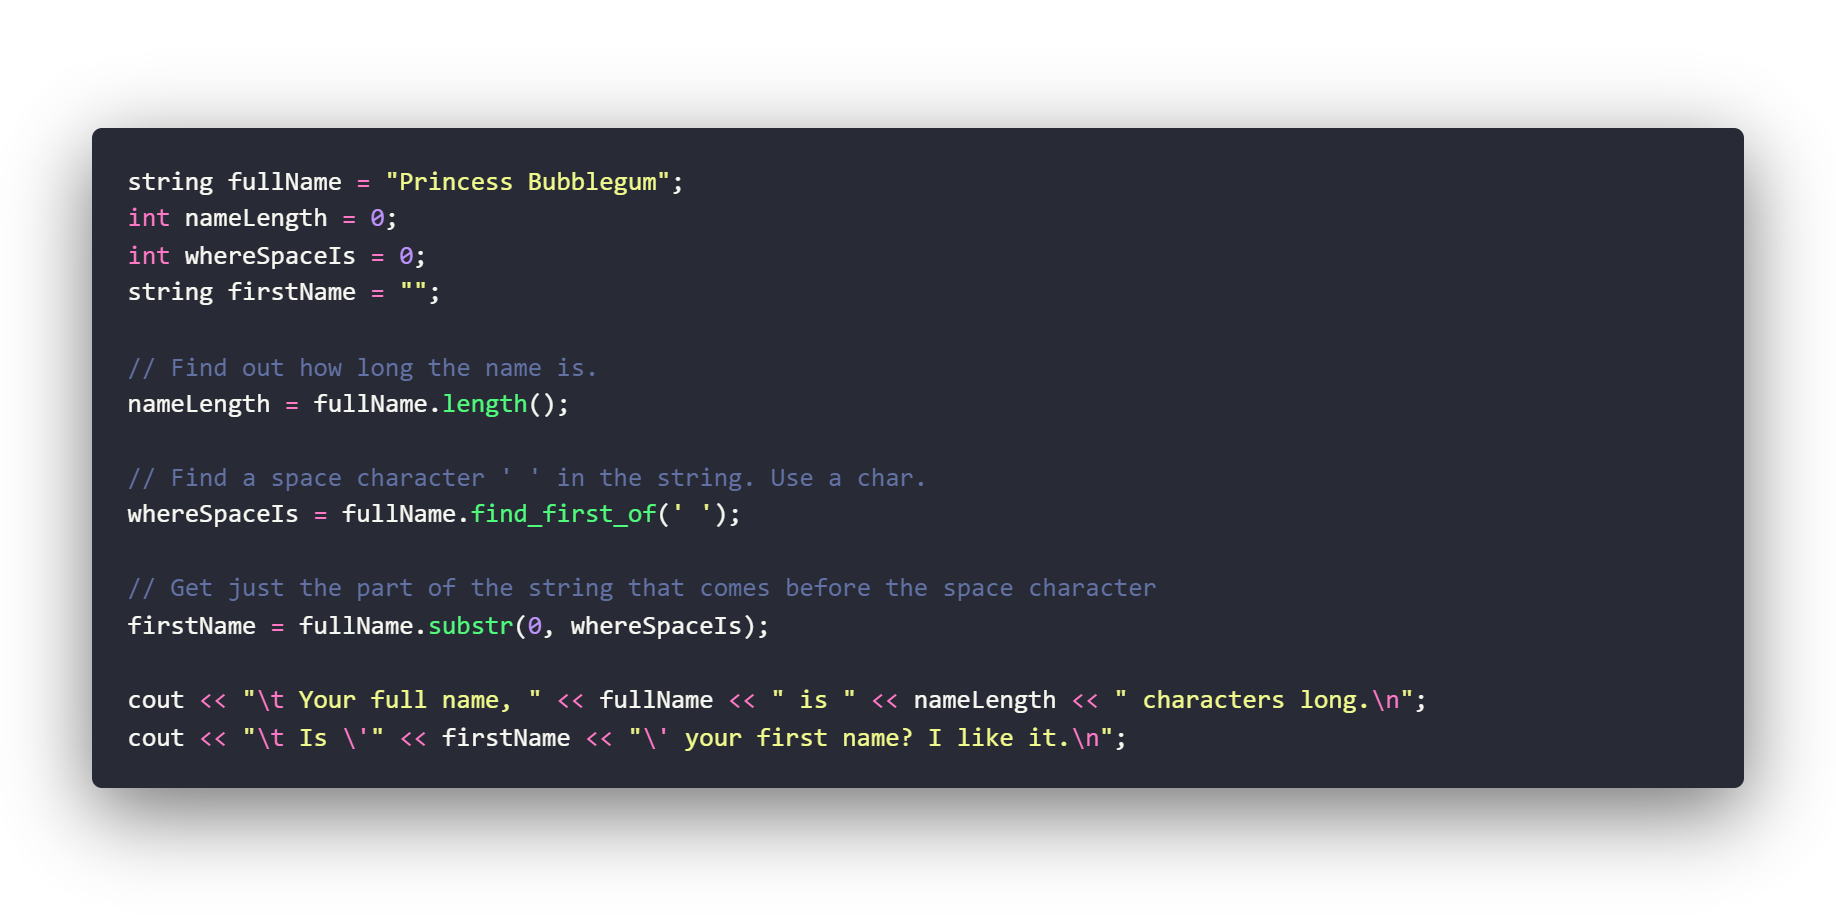 string fullName = "Princess Bubblegum";
int nameLength = 0;
int whereSpaceIs = 0;
string firstName = "";

// Find out how long the name is.
nameLength = fullName.length();

// Find a space character ' ' in the string. Use a char.
whereSpaceIs = fullName.find_first_of(' ');

// Get just the part of the string that comes before the space character
firstName = fullName.substr(0, whereSpaceIs);

cout << "\t Your full name, " << fullName << " is " << nameLength << " characters long.\n";
cout << "\t Is \'" << firstName << "\' your first name? I like it.\n";